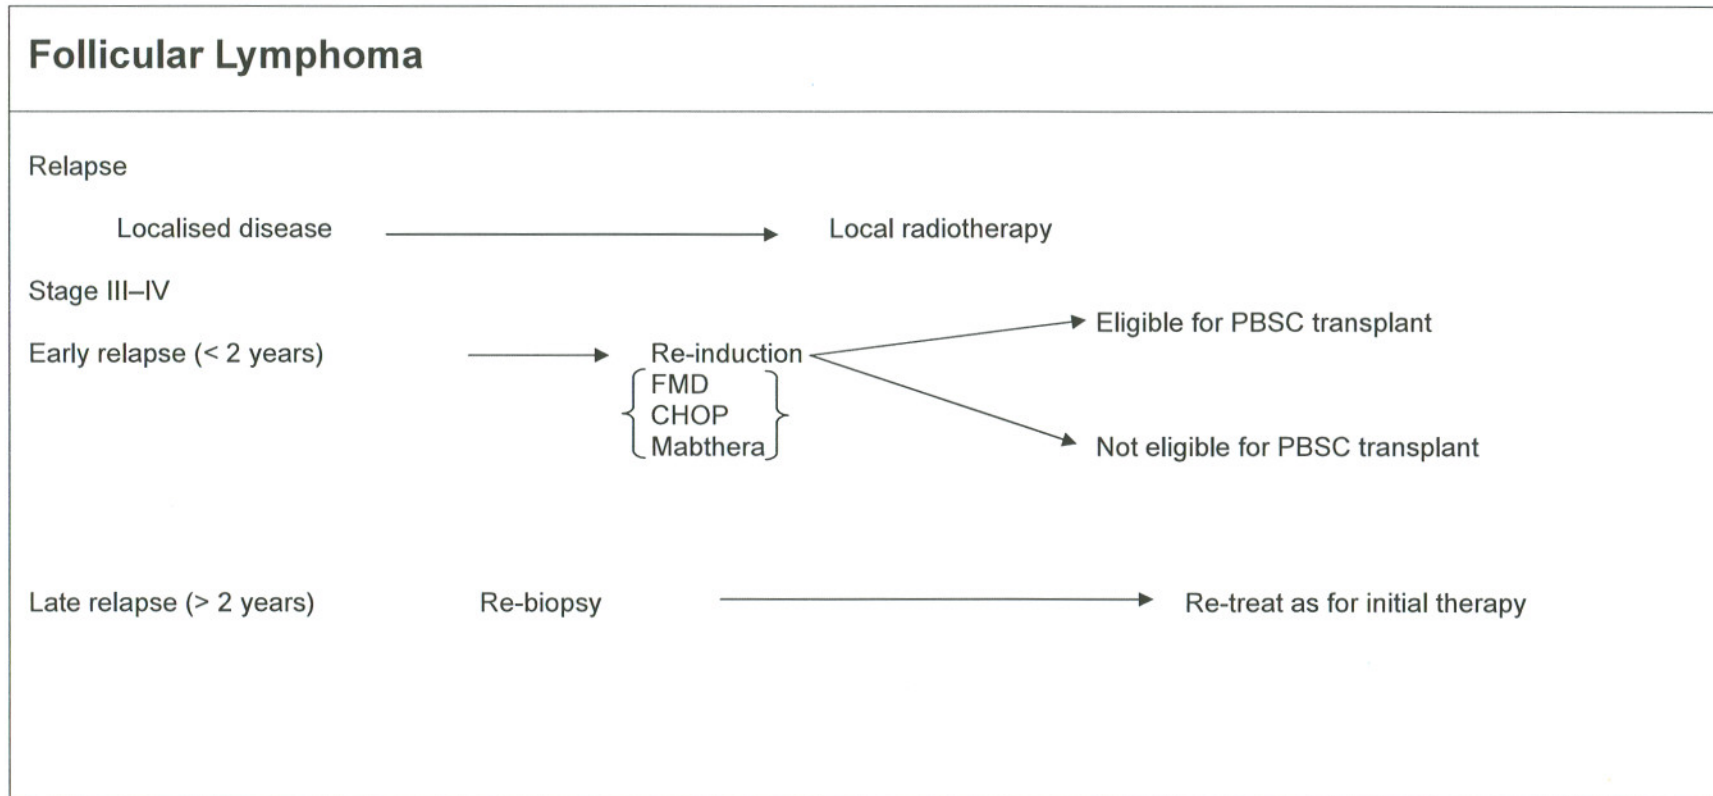 Follicular Lymphoma
Relapse
Localised disease Local radiotherapy
Stage III–IV
Eligible for PBSC transplant
Early relapse (< 2 years) Re-induction
FMD
CHOP
Mabthera
Not eligible for PBSC transplant
Late relapse (> 2 years) Re-biopsy Re-treat as for initial therapy